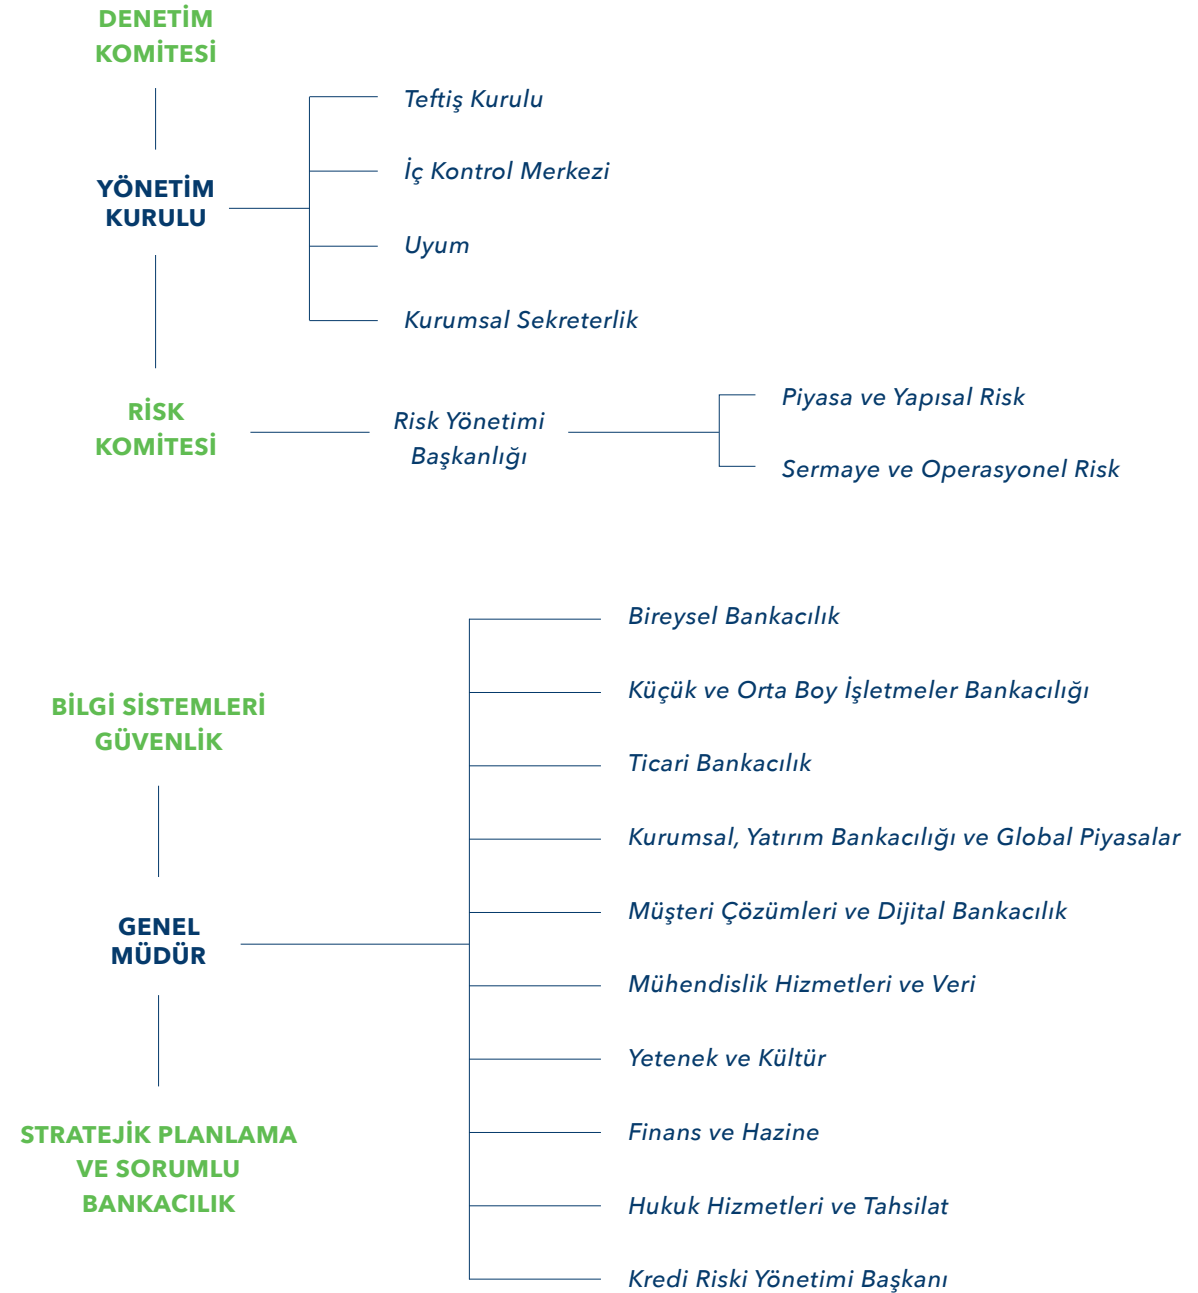 DENETİM
KOMİTESİ
Teftiş Kurulu
İç Kontrol Merkezi
YÖNETİM
KURULU
Uyum
Kurumsal Sekreterlik
RİSK
KOMİTESİ
Risk Yönetimi
Başkanlığı
Piyasa ve Yapısal Risk
Sermaye ve Operasyonel Risk
BİLGİ SİSTEMLERİ
GÜVENLİK
GENEL
MÜDÜR
STRATEJİK PLANLAMA
VE SORUMLU
BANKACILIK
Bireysel Bankacılık
Küçük ve Orta Boy İşletmeler Bankacılığı
Ticari Bankacılık
Kurumsal, Yatırım Bankacılığı ve Global Piyasalar
Müşteri Çözümleri ve Dijital Bankacılık
Mühendislik Hizmetleri ve Veri
Yetenek ve Kültür
Finans ve Hazine
Hukuk Hizmetleri ve Tahsilat
Kredi Riski Yönetimi Başkanı